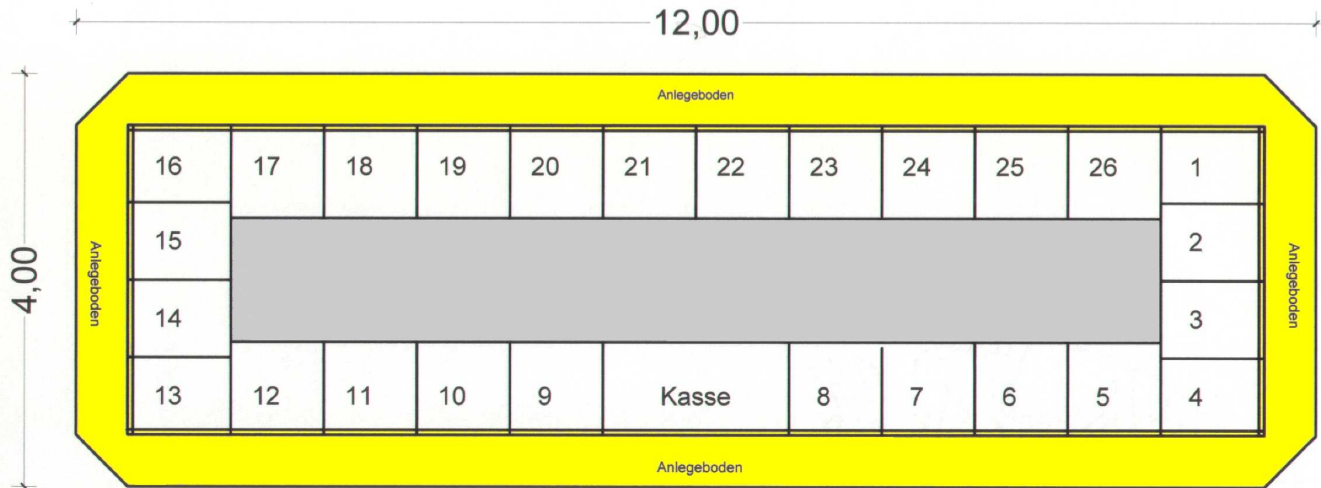 12,00
4,00
Anlegeboden
16 17 18 19 20 21 22 23 24 25 26 1
15 2
Anlegeboden Anlegeboden
14 3
13 12 11 10 9 Kasse 8 7 6 5 4
Anlegeboden